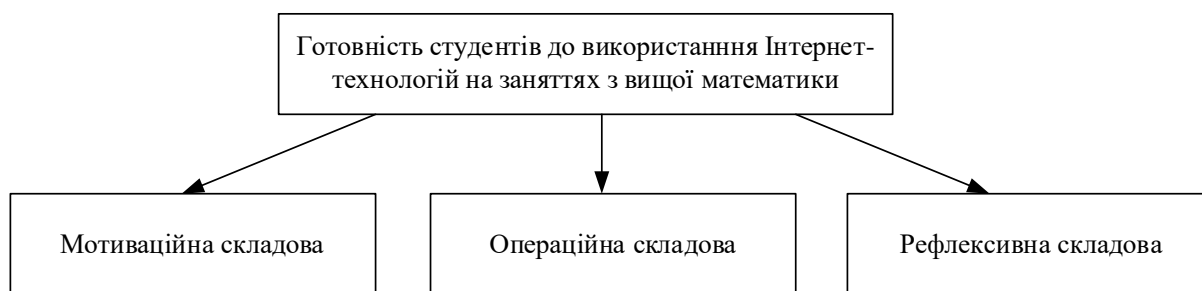 Готовність студентів до використанння Інтернет-
технологій на заняттях з вищої математики
Мотиваційна складова
Операційна складова
Рефлексивна складова